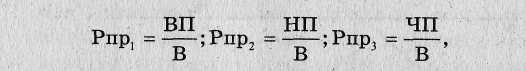 Рпр₁ = ВП/В; Рпр₂ = НП/В; Рпр₃ = ЧП/В,